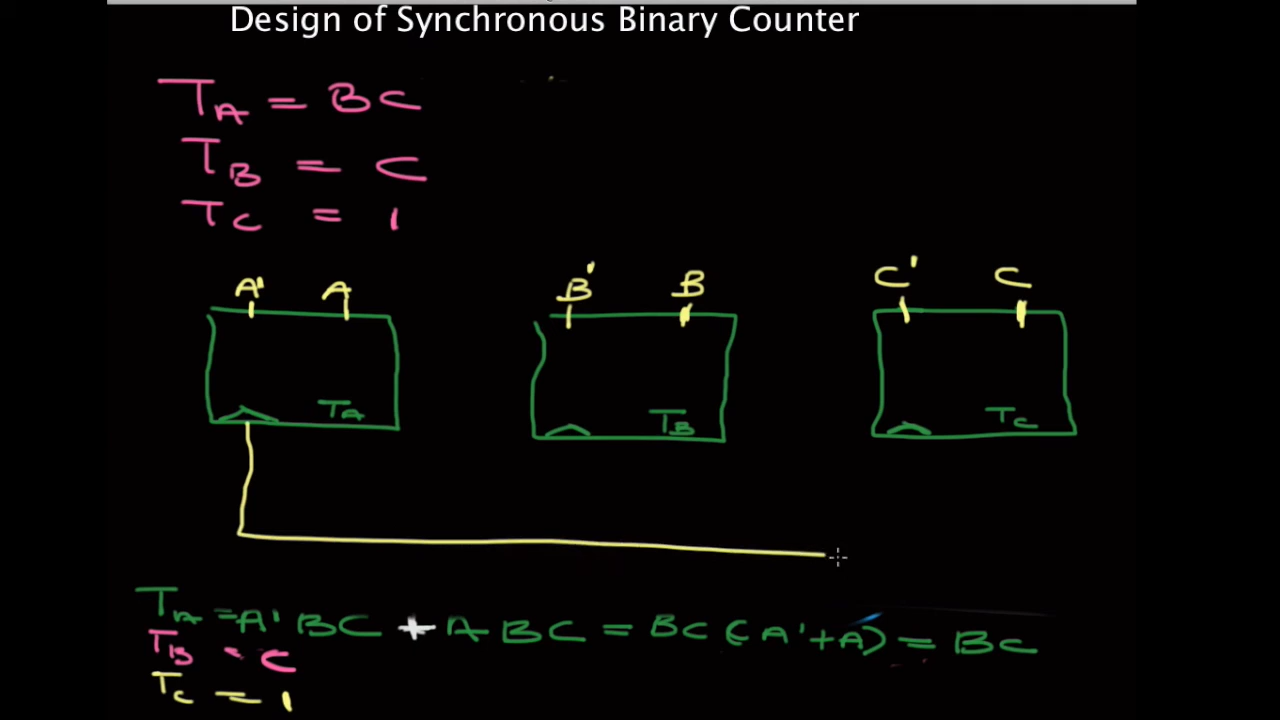 Design of Synchronous Binary Counter
TA = BC
TB = C
TC = 1
A' A B' B C' C
TA TB TC
TA = A'BC + ABC = BC(A'+A) = BC
TB = C
TC = 1